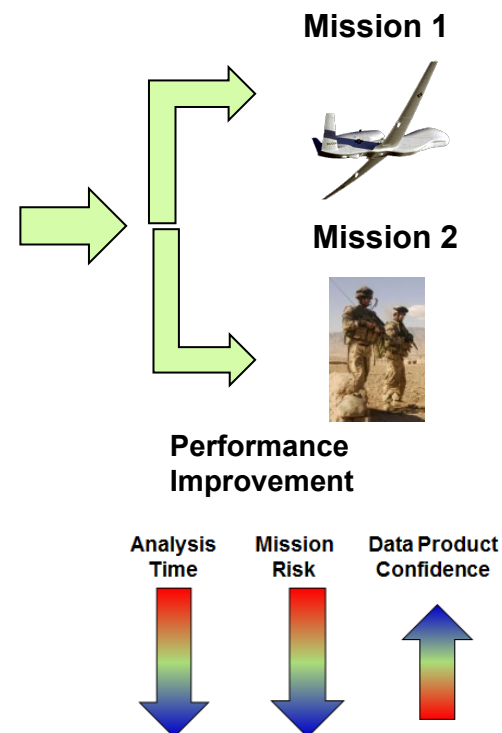 Mission 1
Mission 2
Performance
Improvement
Analysis
Time
Mission
Risk
Data Product
Confidence